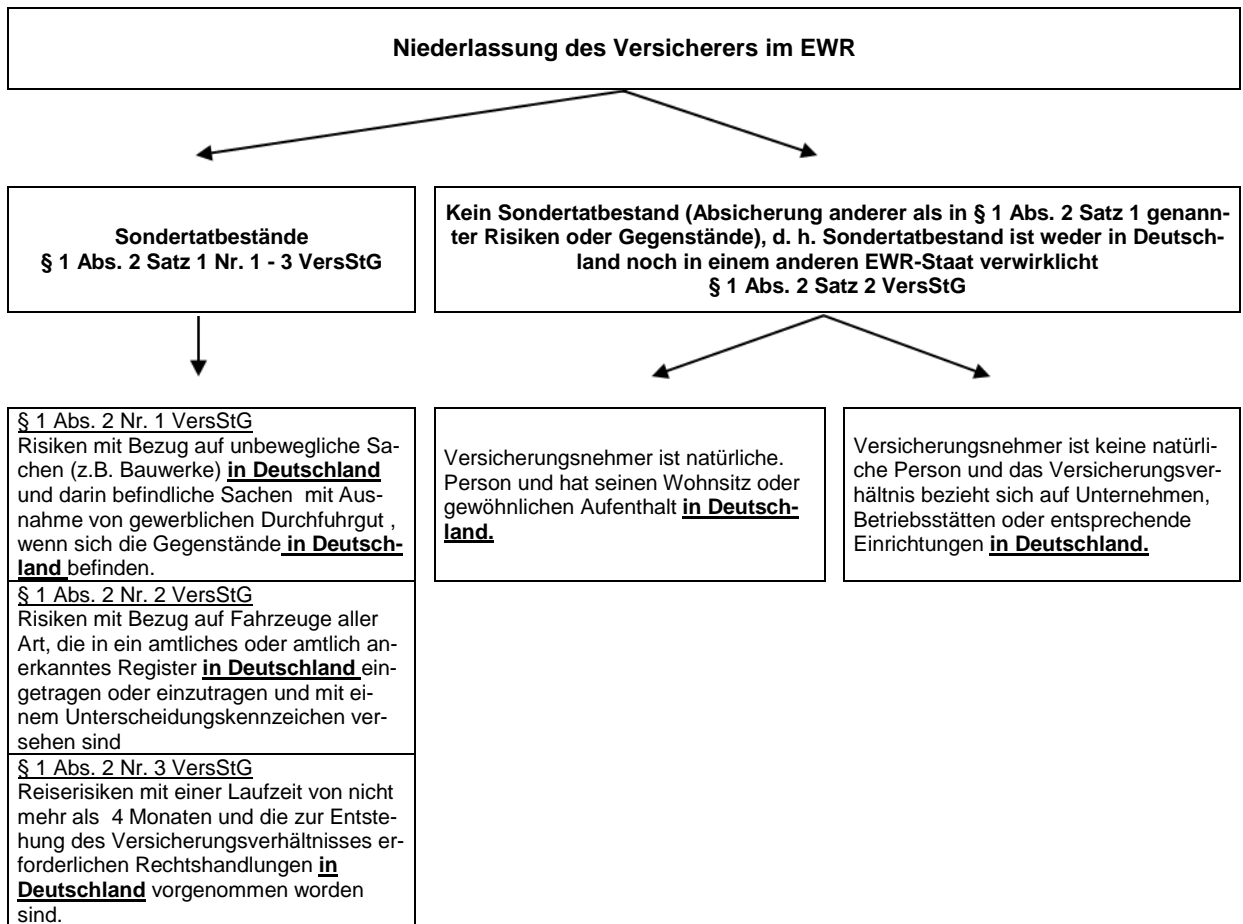 Niederlassung des Versicherers im EWR
Sondertatbestände
§ 1 Abs. 2 Satz 1 Nr. 1 - 3 VersStG
Kein Sondertatbestand (Absicherung anderer als in § 1 Abs. 2 Satz 1 genann-
ter Risiken oder Gegenstände), d. h. Sondertatbestand ist weder in Deutsch-
land noch in einem anderen EWR-Staat verwirklicht
§ 1 Abs. 2 Satz 2 VersStG
§ 1 Abs. 2 Nr. 1 VersStG
Risiken mit Bezug auf unbewegliche Sa-
chen (z.B. Bauwerke) in Deutschland
und darin befindliche Sachen mit Aus-
nahme von gewerblichen Durchfuhrgut ,
wenn sich die Gegenstände in Deutsch-
land befinden.
§ 1 Abs. 2 Nr. 2 VersStG
Risiken mit Bezug auf Fahrzeuge aller
Art, die in ein amtliches oder amtlich an-
erkanntes Register in Deutschland ein-
getragen oder einzutragen und mit ei-
nem Unterscheidungskennzeichen ver-
sehen sind
§ 1 Abs. 2 Nr. 3 VersStG
Reiserisiken mit einer Laufzeit von nicht
mehr als 4 Monaten und die zur Entste-
hung des Versicherungsverhältnisses er-
forderlichen Rechtshandlungen in
Deutschland vorgenommen worden
sind.
Versicherungsnehmer ist natürliche.
Person und hat seinen Wohnsitz oder
gewöhnlichen Aufenthalt in Deutsch-
land.
Versicherungsnehmer ist keine natürli-
che Person und das Versicherungsver-
hältnis bezieht sich auf Unternehmen,
Betriebsstätten oder entsprechende
Einrichtungen in Deutschland.